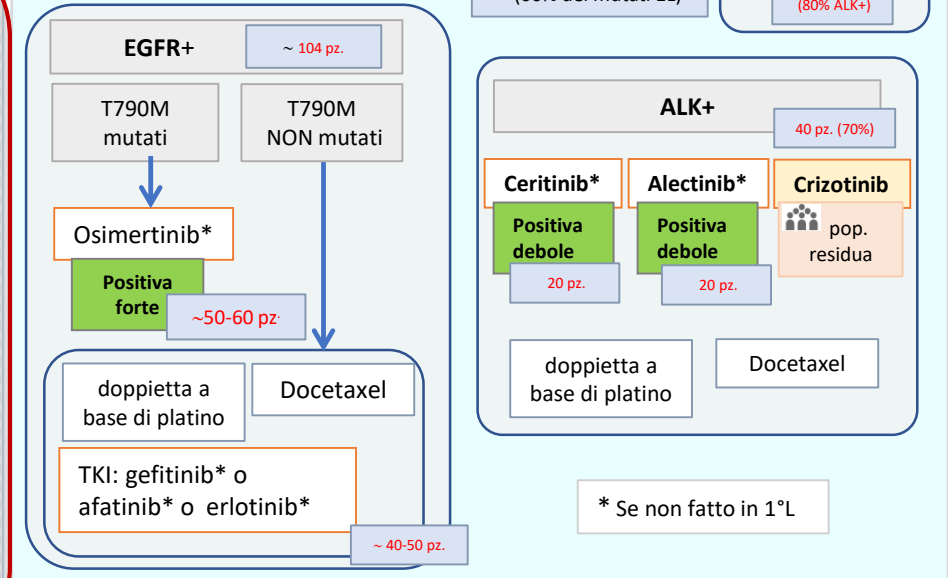 (80% ALK+)
EGFR+
~ 104 pz.
T790M
mutati
T790M
NON mutati
Osimertinib*
Positiva
forte
~50-60 pz.
doppietta a
base di platino
Docetaxel
TKI: gefitinib* o
afatinib* o erlotinib*
~ 40-50 pz.
ALK+
40 pz. (70%)
Ceritinib*
Positiva
debole
20 pz.
Alectinib*
Positiva
debole
20 pz.
Crizotinib
pop.
residua
doppietta a
base di platino
Docetaxel
* Se non fatto in 1°L